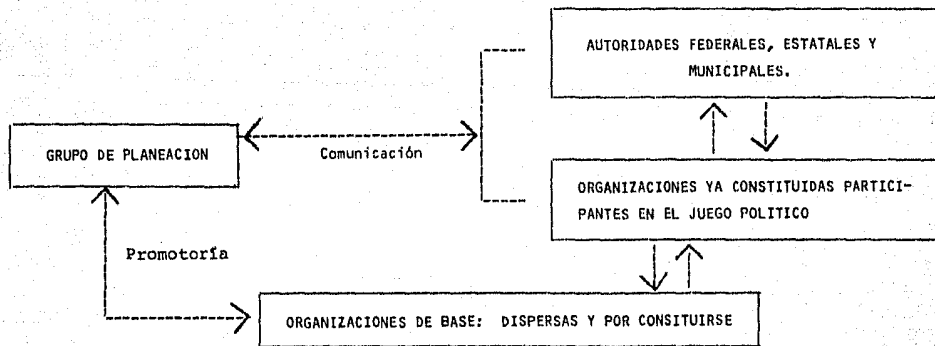 AUTORIDADES FEDERALES, ESTATALES Y
MUNICIPALES.
GRUPO DE PLANEACION
Comunicación
ORGANIZACIONES YA CONSTITUIDAS PARTICI-
PANTES EN EL JUEGO POLITICO
Promotoría
ORGANIZACIONES DE BASE: DISPERSAS Y POR CONSITUIRSE